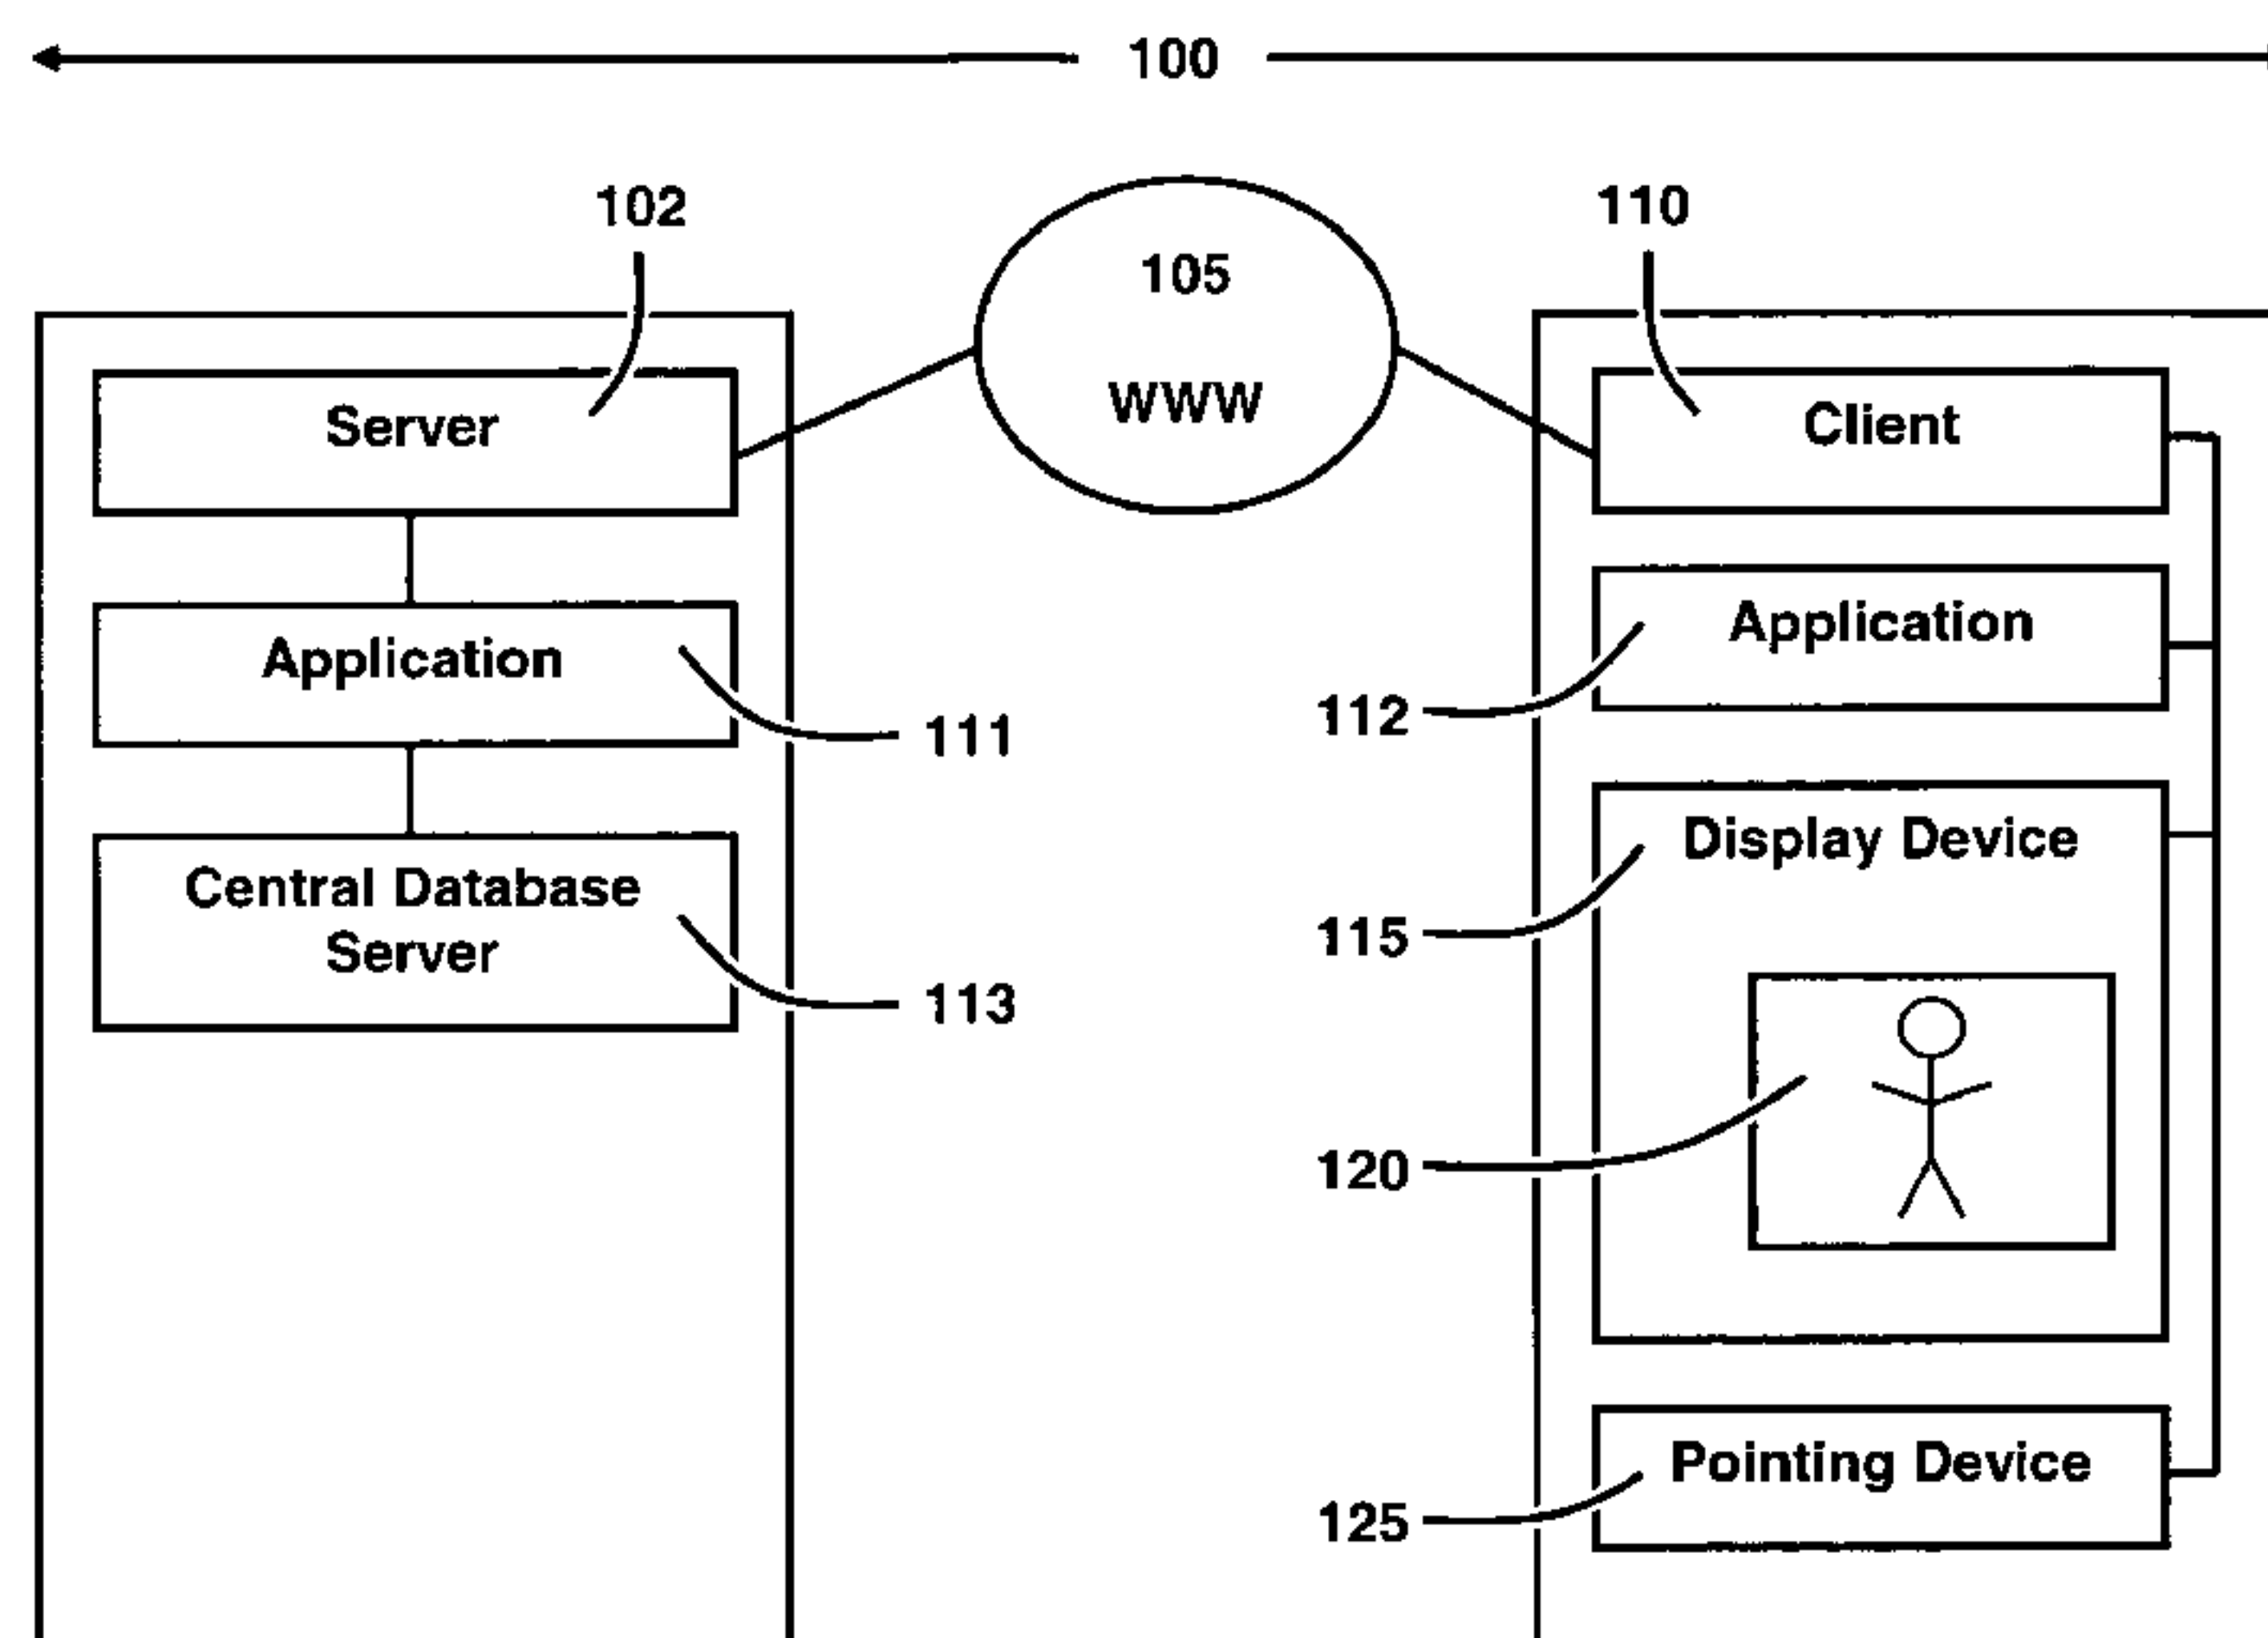 100
102
105
WWW
110
Server
Client
Application
111
Application
112
Central Database
Server
113
Display Device
115
120
Pointing Device
125